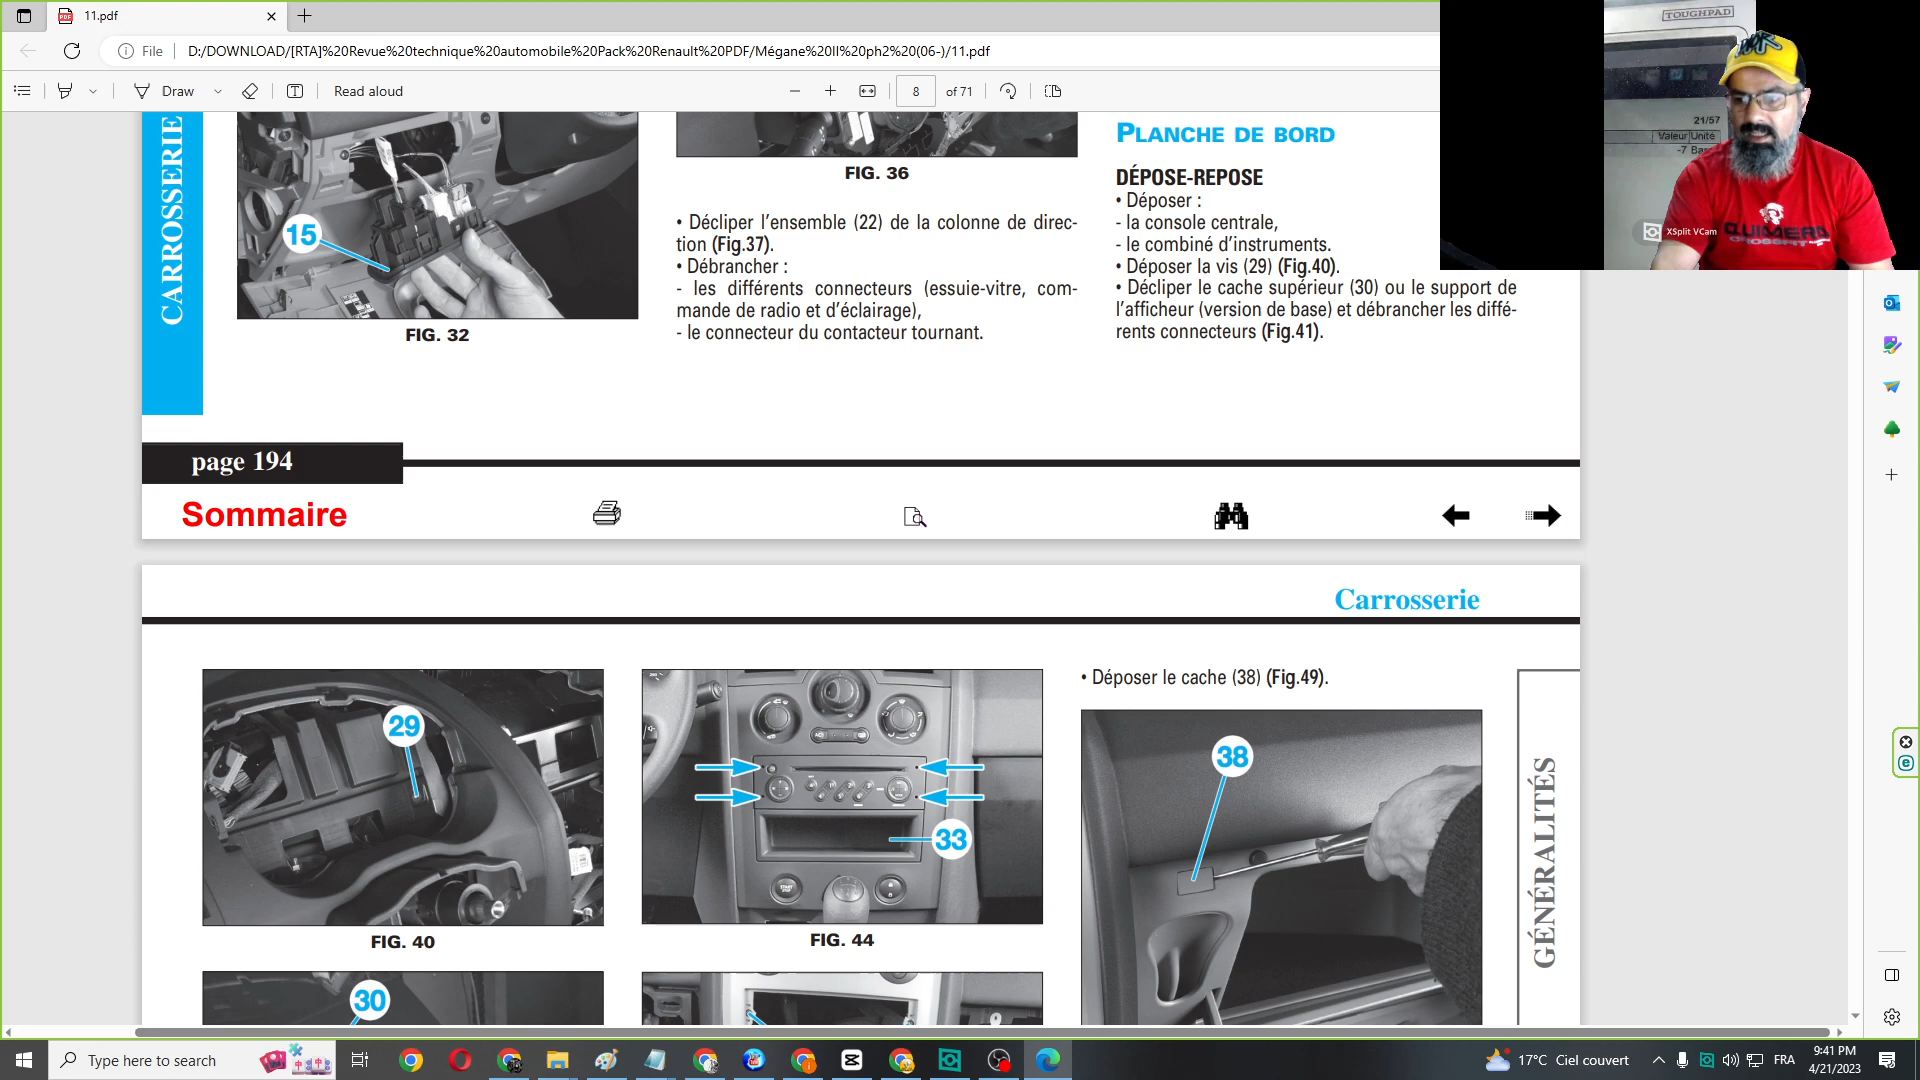 11.pdf
File
D:/DOWNLOAD/[RTA]%20Revue%20technique%20automobile%20Pack%20Renault%20PDF/Mégane%20II%20ph2%20(06-)/11.pdf
Draw
Read aloud
8
of 71
TOUGHPAD
21/57
Valeur Unité
XSplit VCam
CROSSFIT
CARROSSERIE
15
FIG. 32
FIG. 36
• Décliper l'ensemble (22) de la colonne de direc-
tion (Fig.37).
• Débrancher :
- les différents connecteurs (essuie-vitre, com-
mande de radio et d'éclairage),
- le connecteur du contacteur tournant.
PLANCHE DE BORD
DÉPOSE-REPOSE
• Déposer :
- la console centrale,
- le combiné d'instruments.
• Déposer la vis (29) (Fig.40).
• Décliper le cache supérieur (30) ou le support de
l'afficheur (version de base) et débrancher les diffé-
rents connecteurs (Fig.41).
page 194
Sommaire
Carrosserie
29
FIG. 40
30
33
FIG. 44
• Déposer le cache (38) (Fig.49).
38
GÉNÉRALITÉS
Type here to search
17°C Ciel couvert
FRA
9:41 PM
4/21/2023